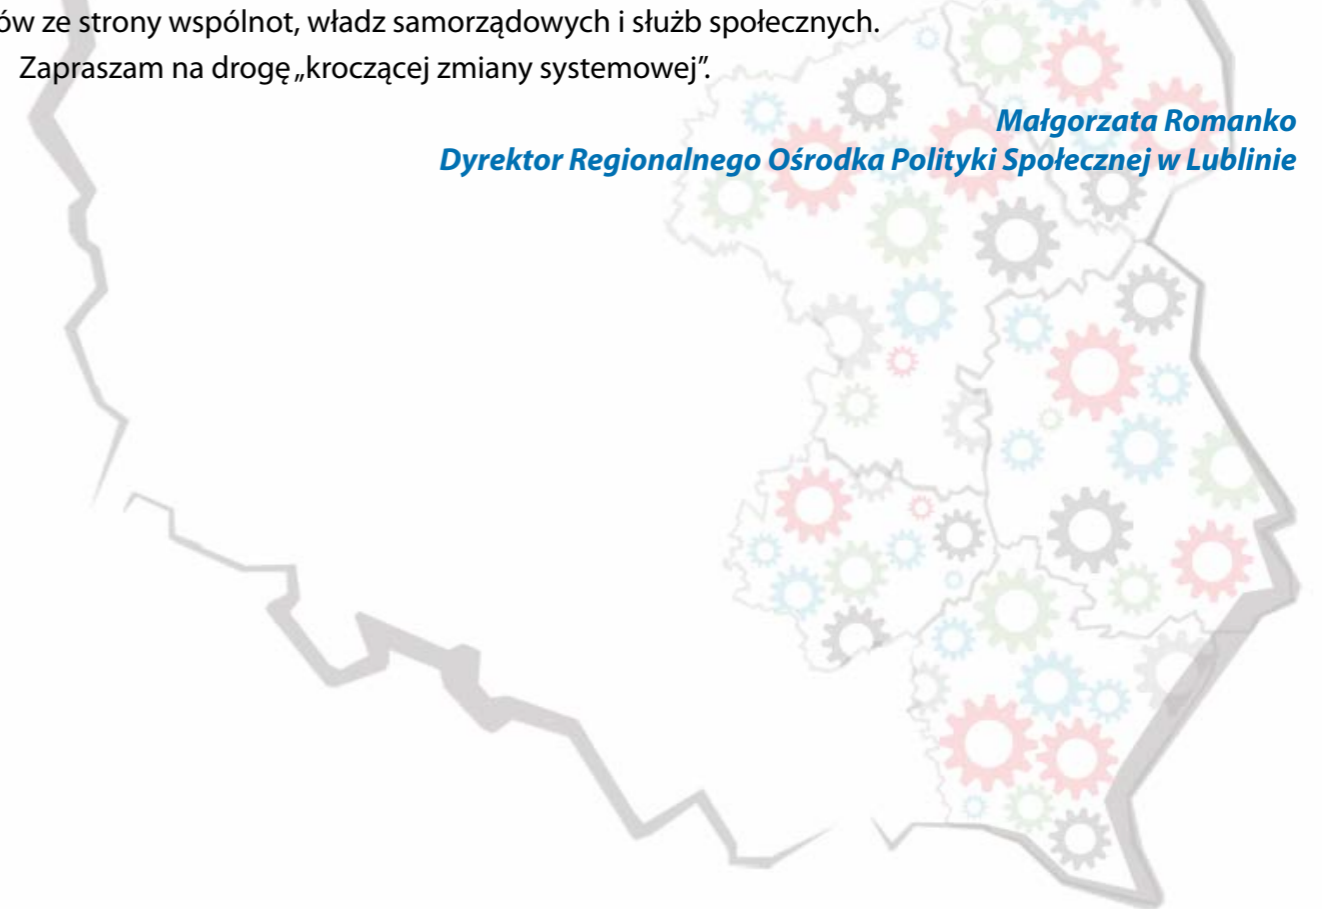 ów ze strony wspólnot, władz samorządowych i służb społecznych.
Zapraszam na drogę „kroczącej zmiany systemowej”.
Małgorzata Romanko
Dyrektor Regionalnego Ośrodka Polityki Społecznej w Lublinie